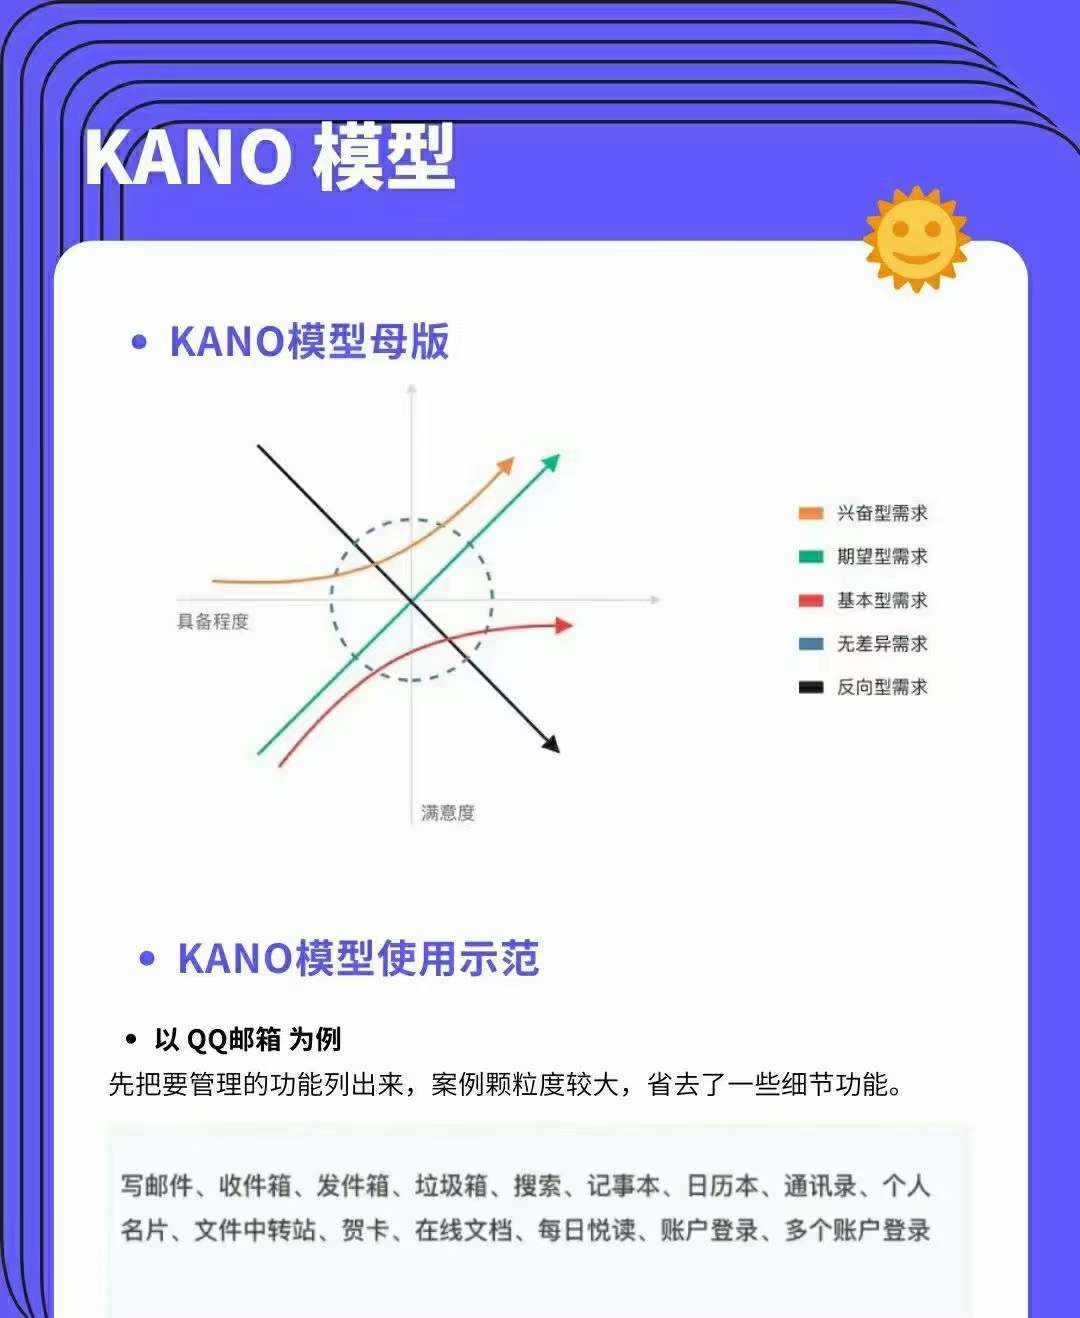 KANO 模型
KANO模型母版
兴奋型需求
期望型需求
基本型需求
无差异需求
反向型需求
具备程度
满意度
KANO模型使用示范
以 QQ邮箱 为例
先把要管理的功能列出来，案例颗粒度较大，省去了一些细节功能。
写邮件、收件箱、发件箱、垃圾箱、搜索、记事本、日历本、通讯录、个人
名片、文件中转站、贺卡、在线文档、每日悦读、账户登录、多个账户登录